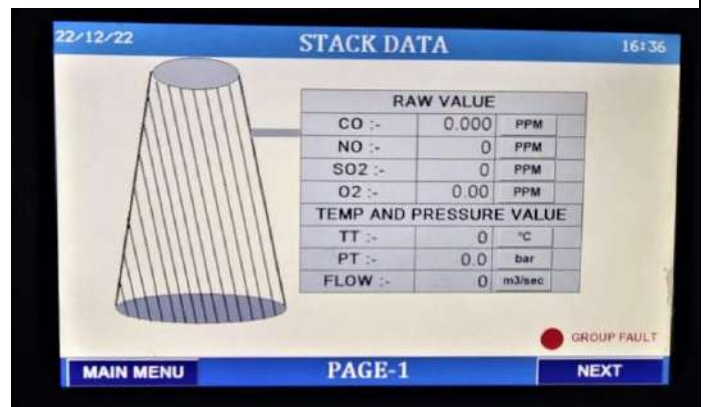 22/12/22 STACK DATA 16:36
RAW VALUE
CO :- 0.000 PPM
NO :- 0 PPM
SO2 :- 0 PPM
O2 :- 0.00 PPM
TEMP AND PRESSURE VALUE
TT :- 0 °C
PT :- 0.0 bar
FLOW :- 0 m3/sec
GROUP FAULT
MAIN MENU PAGE-1 NEXT